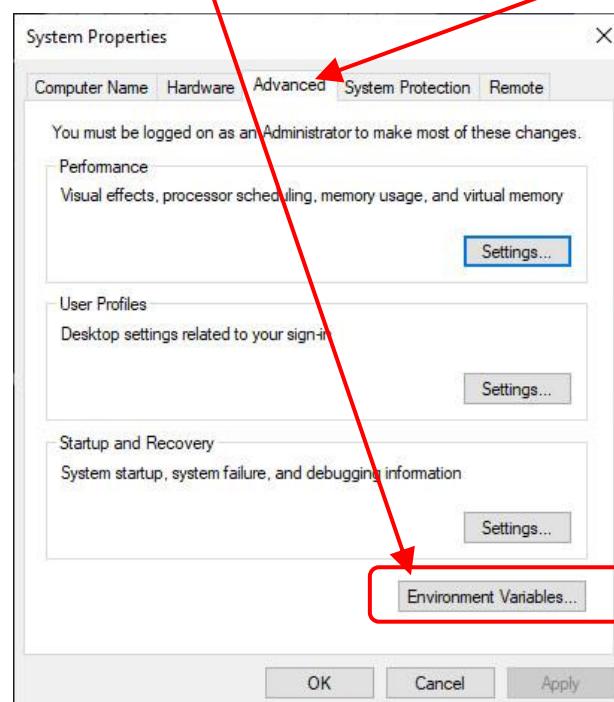 System Properties
Computer Name Hardware Advanced System Protection Remote
You must be logged on as an Administrator to make most of these changes.
Performance
Visual effects, processor scheduling, memory usage, and virtual memory
Settings...
User Profiles
Desktop settings related to your sign-in
Settings...
Startup and Recovery
System startup, system failure, and debugging information
Settings...
Environment Variables...
OK Cancel Apply